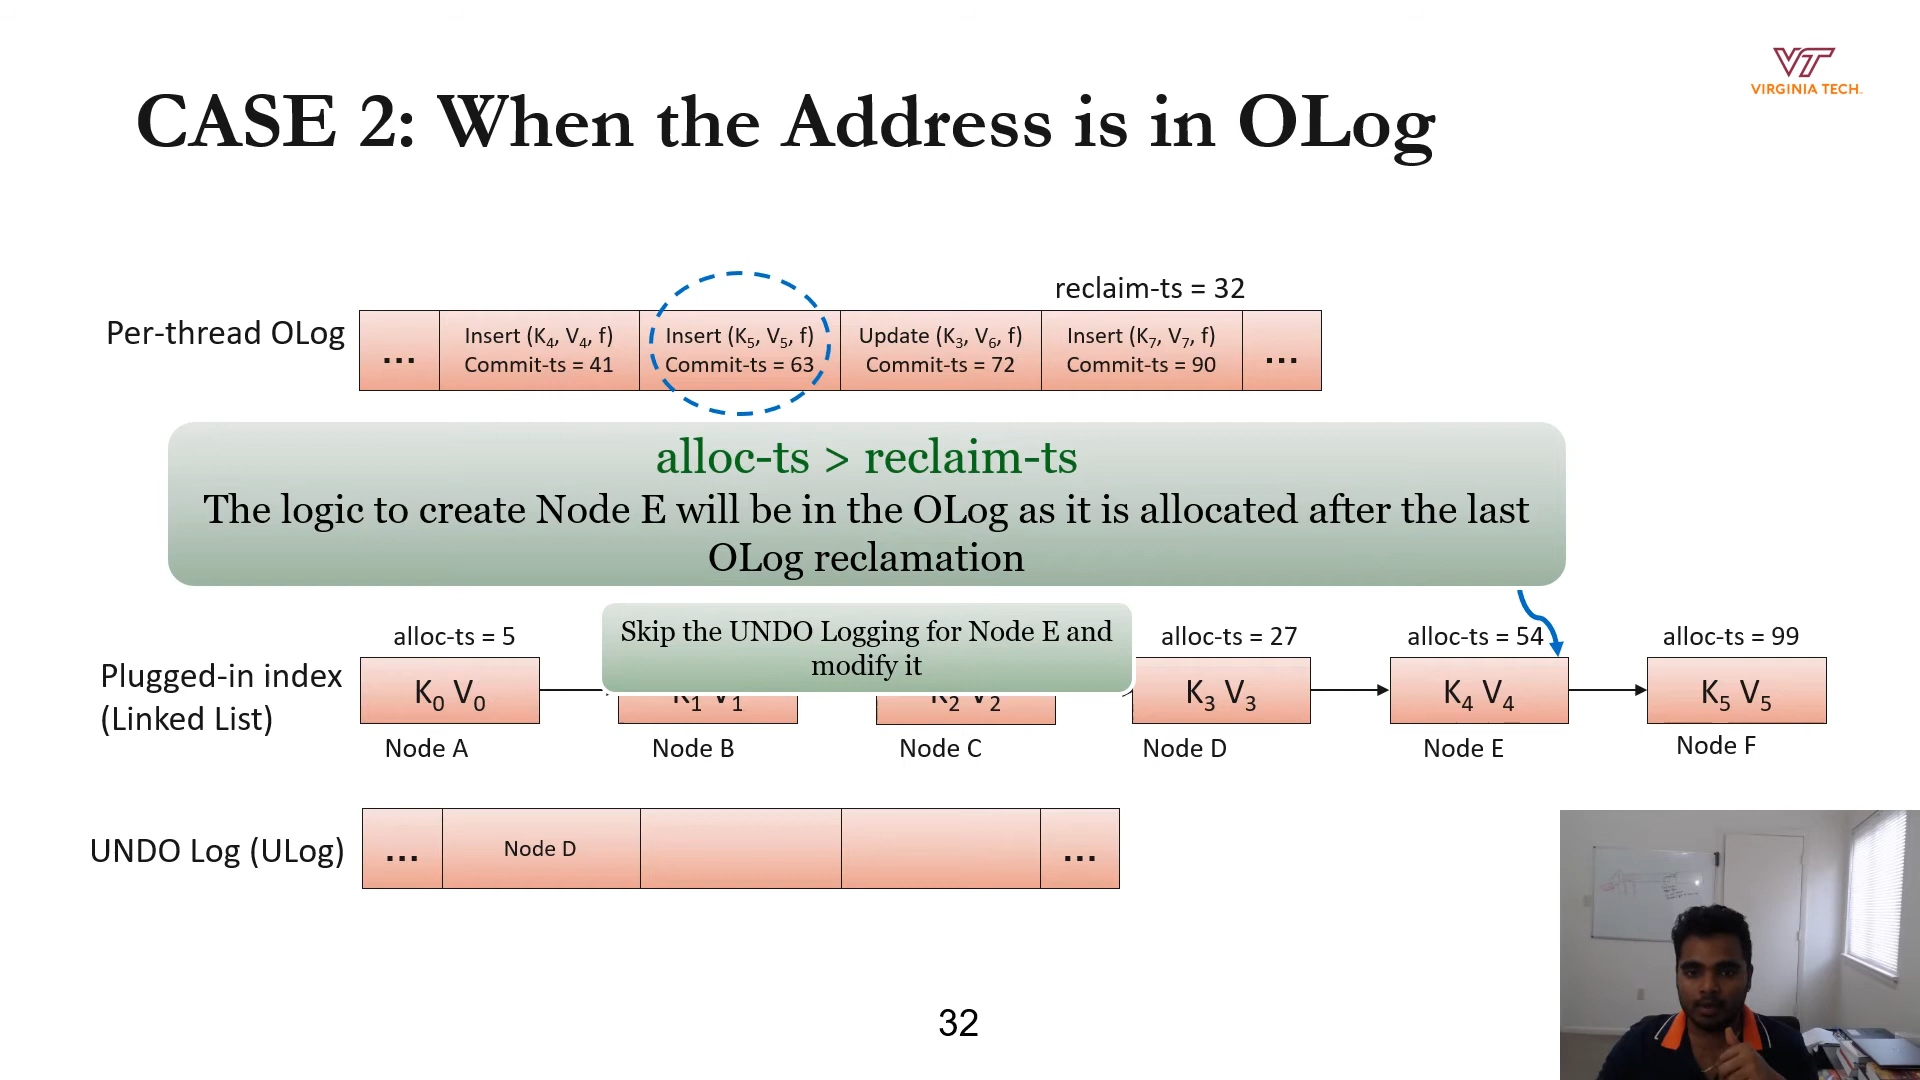 VIRGINIA TECH
CASE 2: When the Address is in OLog
reclaim-ts = 32
Per-thread OLog
...
Insert (K4, V4, f)
Commit-ts = 41
Insert (K5, V5, f)
Commit-ts = 63
Update (K3, V6, f)
Commit-ts = 72
Insert (K7, V7, f)
Commit-ts = 90
...
alloc-ts > reclaim-ts
The logic to create Node E will be in the OLog as it is allocated after the last
OLog reclamation
Skip the UNDO Logging for Node E and
modify it
alloc-ts = 5
alloc-ts = 27
alloc-ts = 54
alloc-ts = 99
Plugged-in index
(Linked List)
K0 V0
K1 V1
K2 V2
K3 V3
K4 V4
K5 V5
Node A
Node B
Node C
Node D
Node E
Node F
UNDO Log (ULog)
...
Node D
...
32